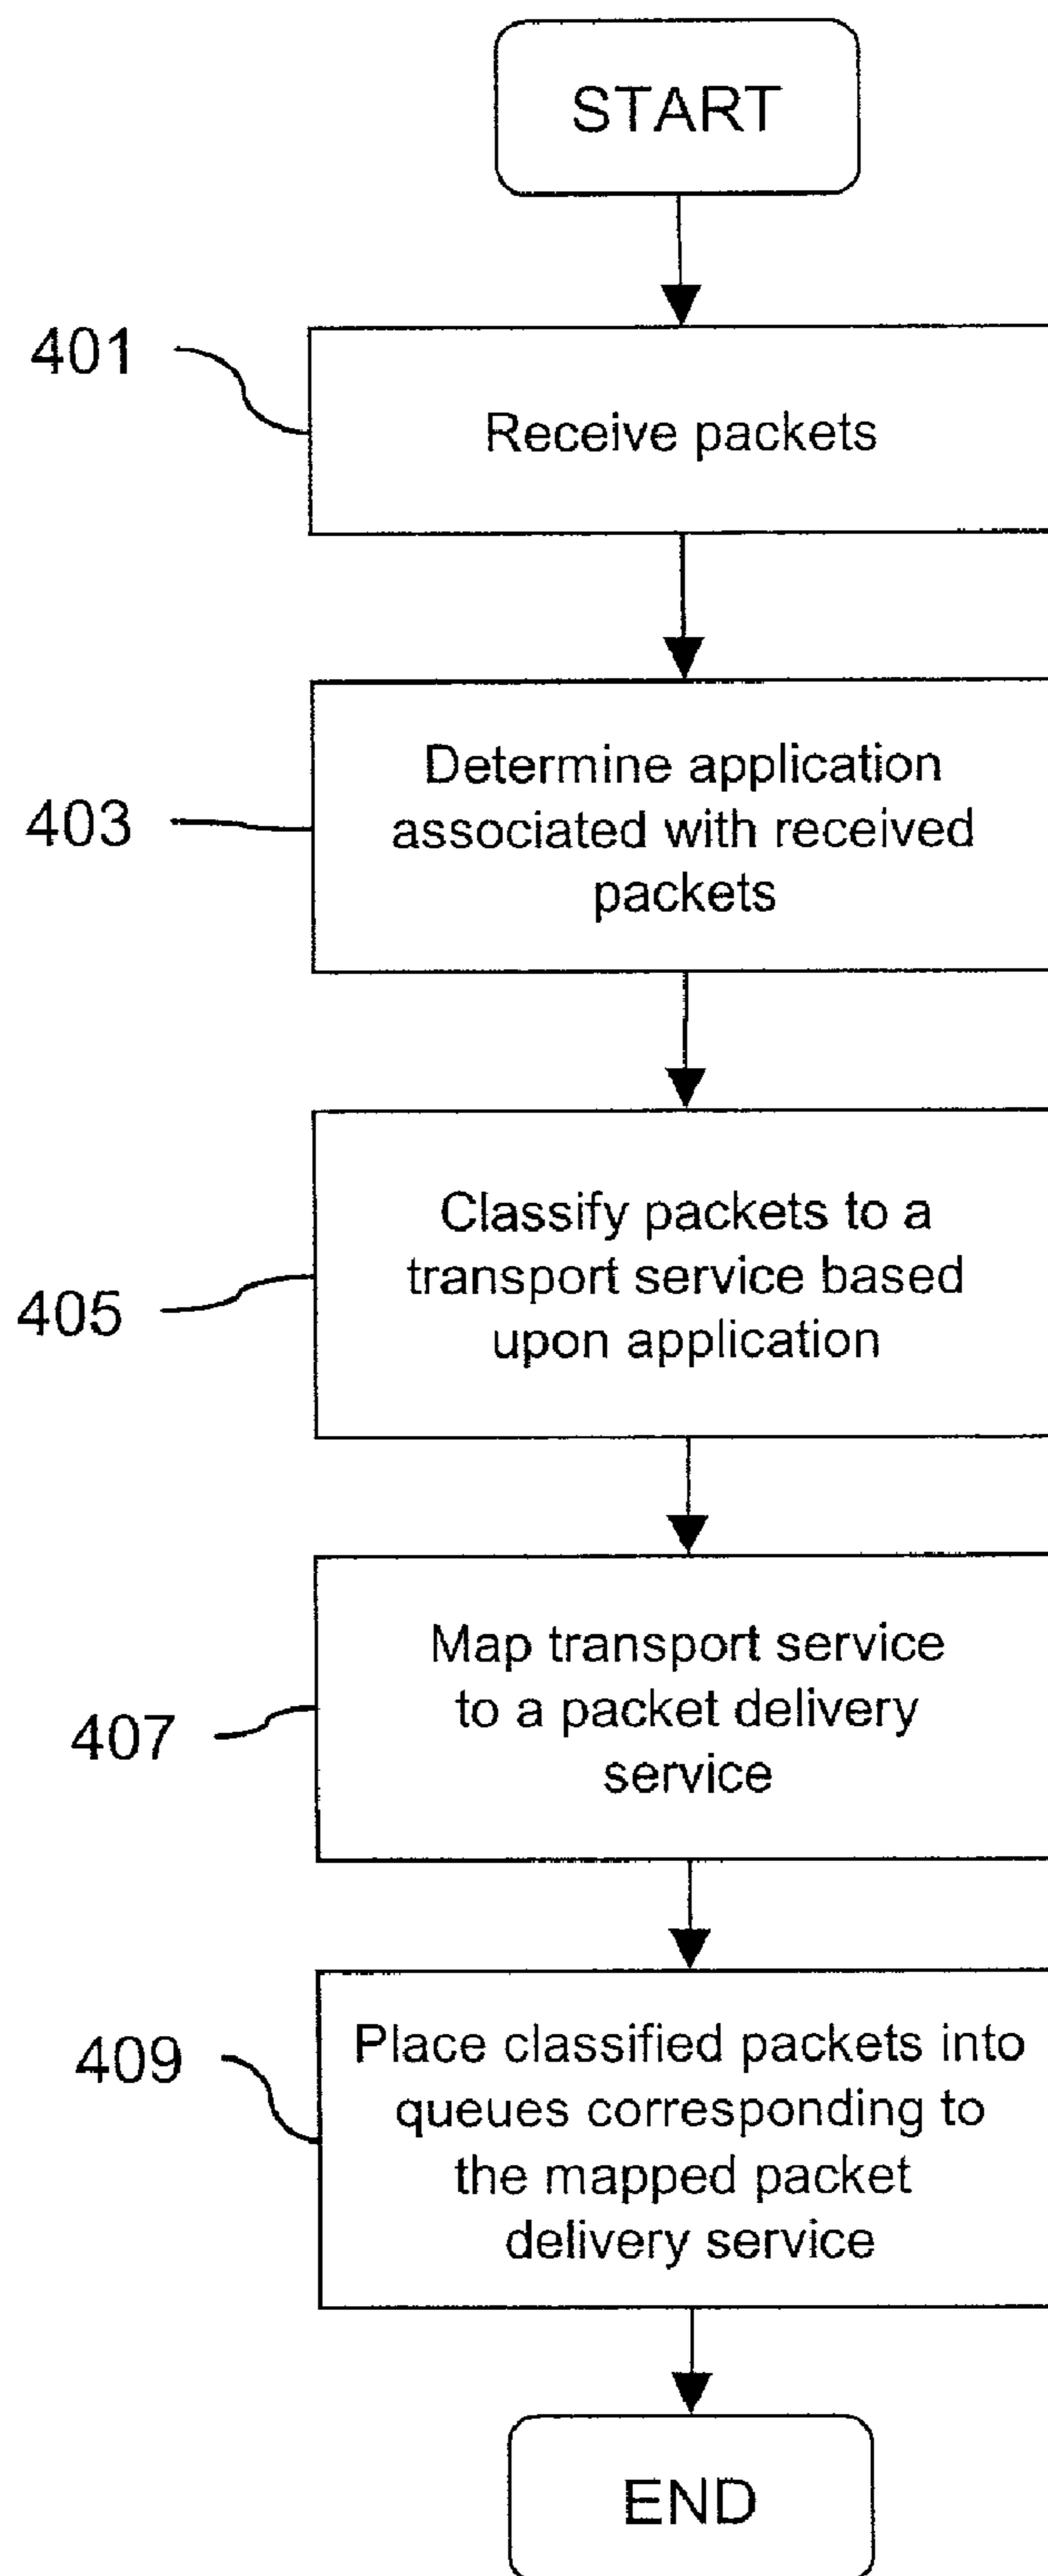 START
401
Receive packets
403
Determine application
associated with received
packets
405
Classify packets to a
transport service based
upon application
407
Map transport service
to a packet delivery
service
409
Place classified packets into
queues corresponding to
the mapped packet
delivery service
END